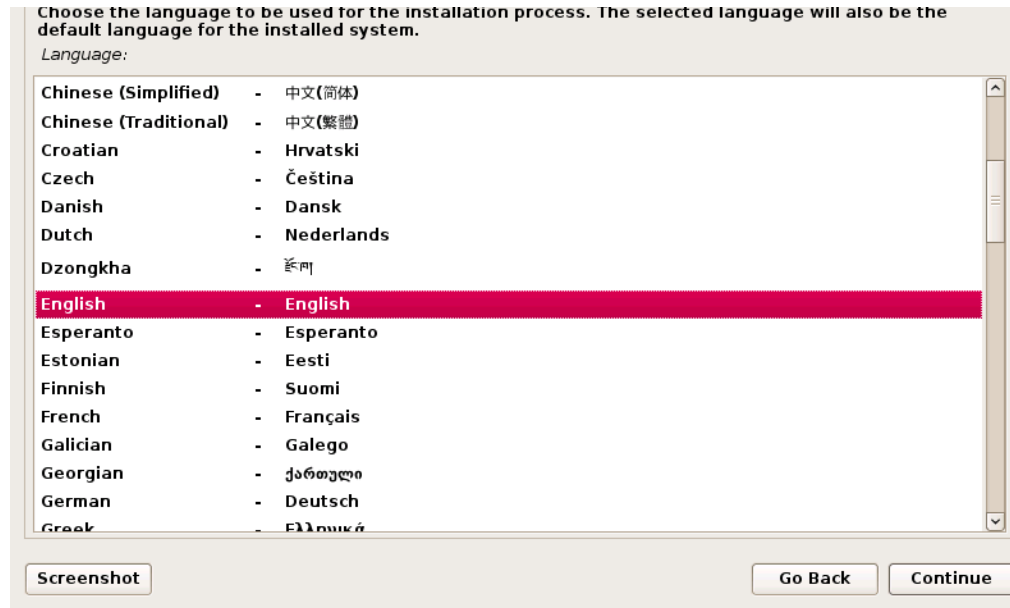 Choose the language to be used for the installation process. The selected language will also be the
default language for the installed system.
Language:
Chinese (Simplified) - 中文(简体)
Chinese (Traditional) - 中文(繁體)
Croatian - Hrvatski
Czech - Čeština
Danish - Dansk
Dutch - Nederlands
Dzongkha - རྫོང་ཁ།
English - English
Esperanto - Esperanto
Estonian - Eesti
Finnish - Suomi
French - Français
Galician - Galego
Georgian - ქართული
German - Deutsch
Greek - Ελληνικά
Screenshot Go Back Continue